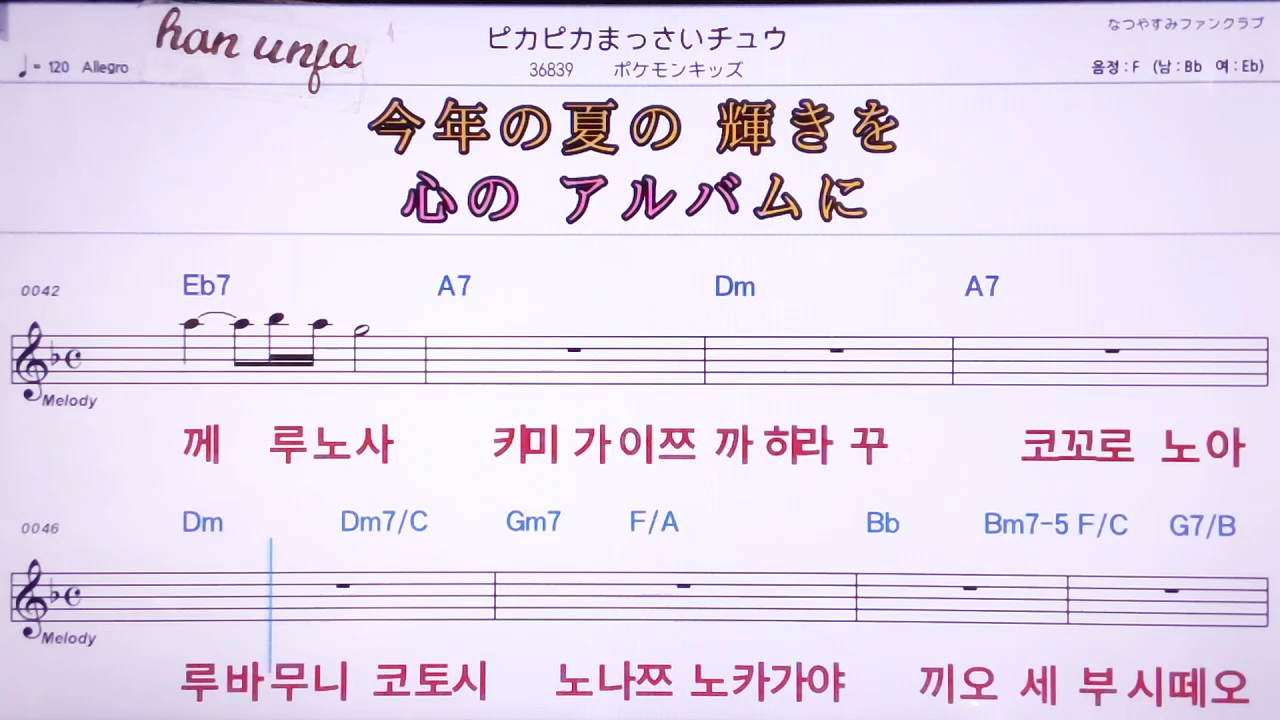 han unja
ピカピカまっさいチュウ
なつやすみファンクラブ
♩= 120 Allegro
36839 ポケモンキッズ
음정 : F (남 : Bb 여 : Eb)
今年の夏の 輝きを
心の アルバムに
0042 Eb7 A7 Dm A7
Melody
께 루노사 키미 가이쯔 까 히라 꾸 코꼬로 노아
0046 Dm Dm7/C Gm7 F/A Bb Bm7-5 F/C G7/B
Melody
루바무니 코토시 노나쯔 노카가야 끼오 세 부 시떼오